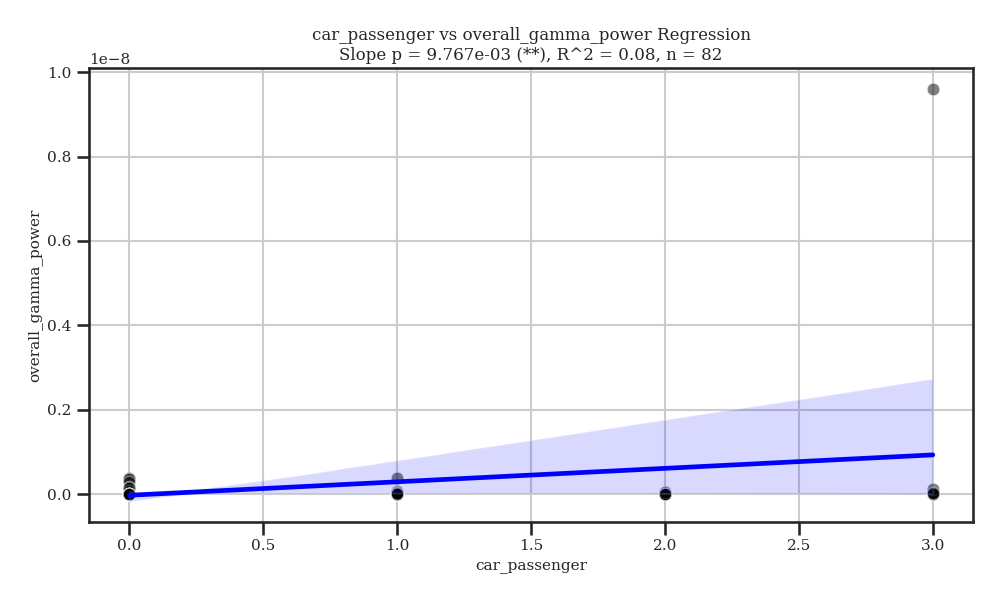 car_passenger vs overall_gamma_power Regression
Slope p = 9.767e-03 (**), R^2 = 0.08, n = 82
1e−8
1.0
0.8
0.6
0.4
0.2
0.0
overall_gamma_power
0.0 0.5 1.0 1.5 2.0 2.5 3.0
car_passenger